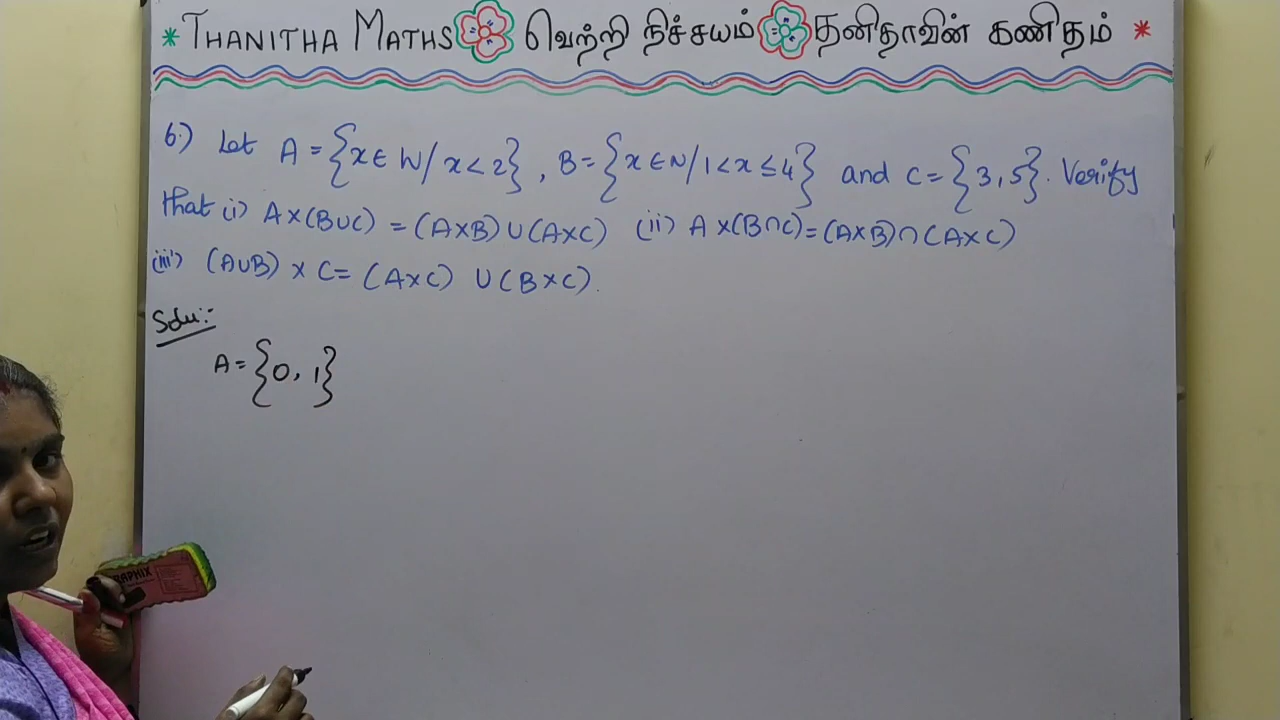 * THANITHA MATHS வெற்றி நிச்சயம் தனிதாவின் கணிதம் *
6.) Let A = {x ∈ W/ x < 2}, B = {x ∈ N/ 1 < x ≤ 4} and C = {3, 5}. Verify
that (i) A×(B∪C) = (A×B) ∪ (A×C) (ii) A×(B∩C) = (A×B) ∩ (A×C)
(iii) (A∪B) × C = (A×C) ∪ (B×C).
Solu:-
A = {0, 1}